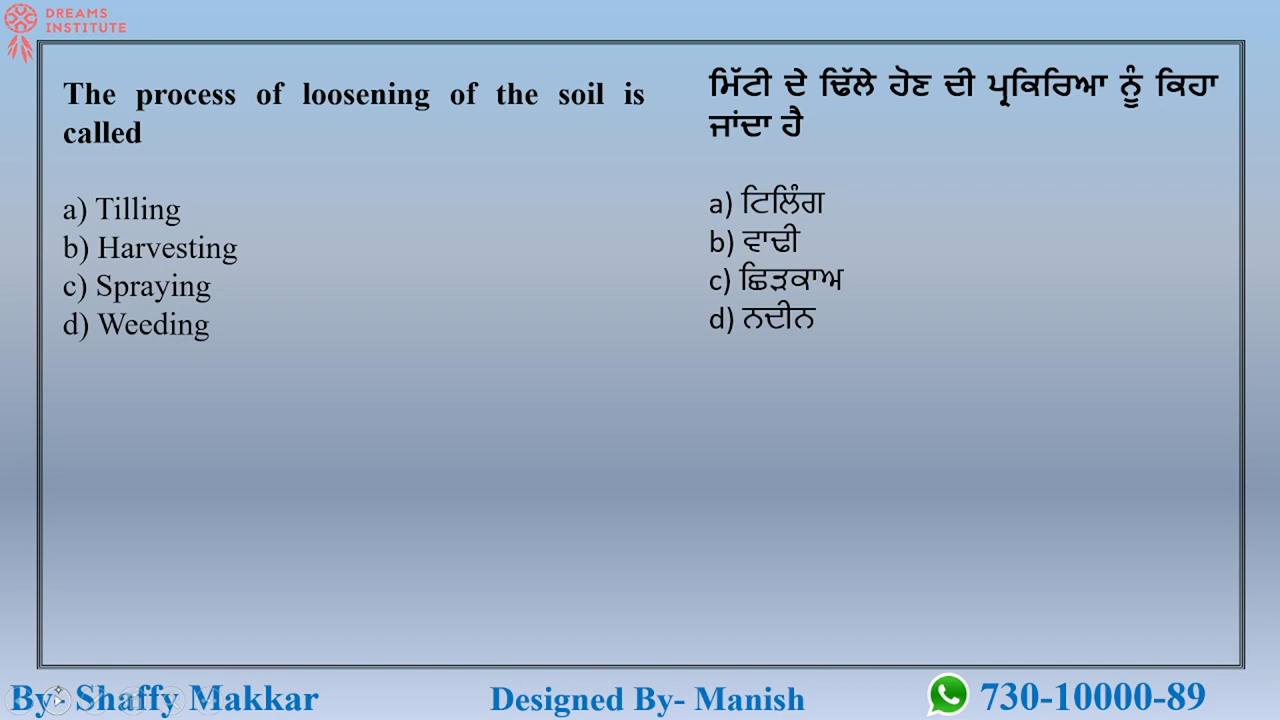 DREAMS
INSTITUTE
The process of loosening of the soil is
called
a) Tilling
b) Harvesting
c) Spraying
d) Weeding
ਮਿੱਟੀ ਦੇ ਢਿੱਲੇ ਹੋਣ ਦੀ ਪ੍ਰਕਿਰਿਆ ਨੂੰ ਕਿਹਾ
ਜਾਂਦਾ ਹੈ
a) ਟਿਲਿੰਗ
b) ਵਾਢੀ
c) ਛਿੜਕਾਅ
d) ਨਦੀਨ
By- Shaffy Makkar
Designed By- Manish
730-10000-89